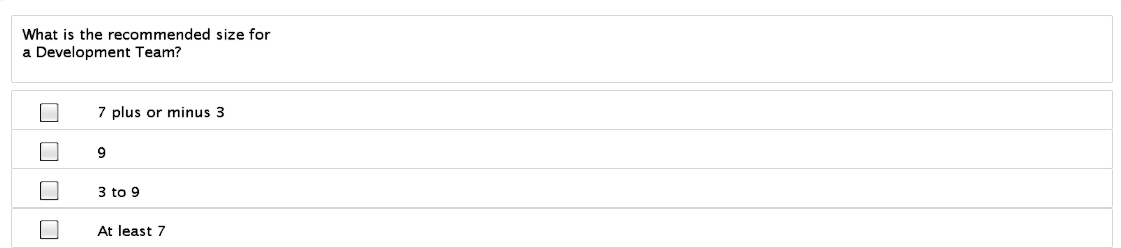 What is the recommended size for
a Development Team?
7 plus or minus 3
9
3 to 9
At least 7